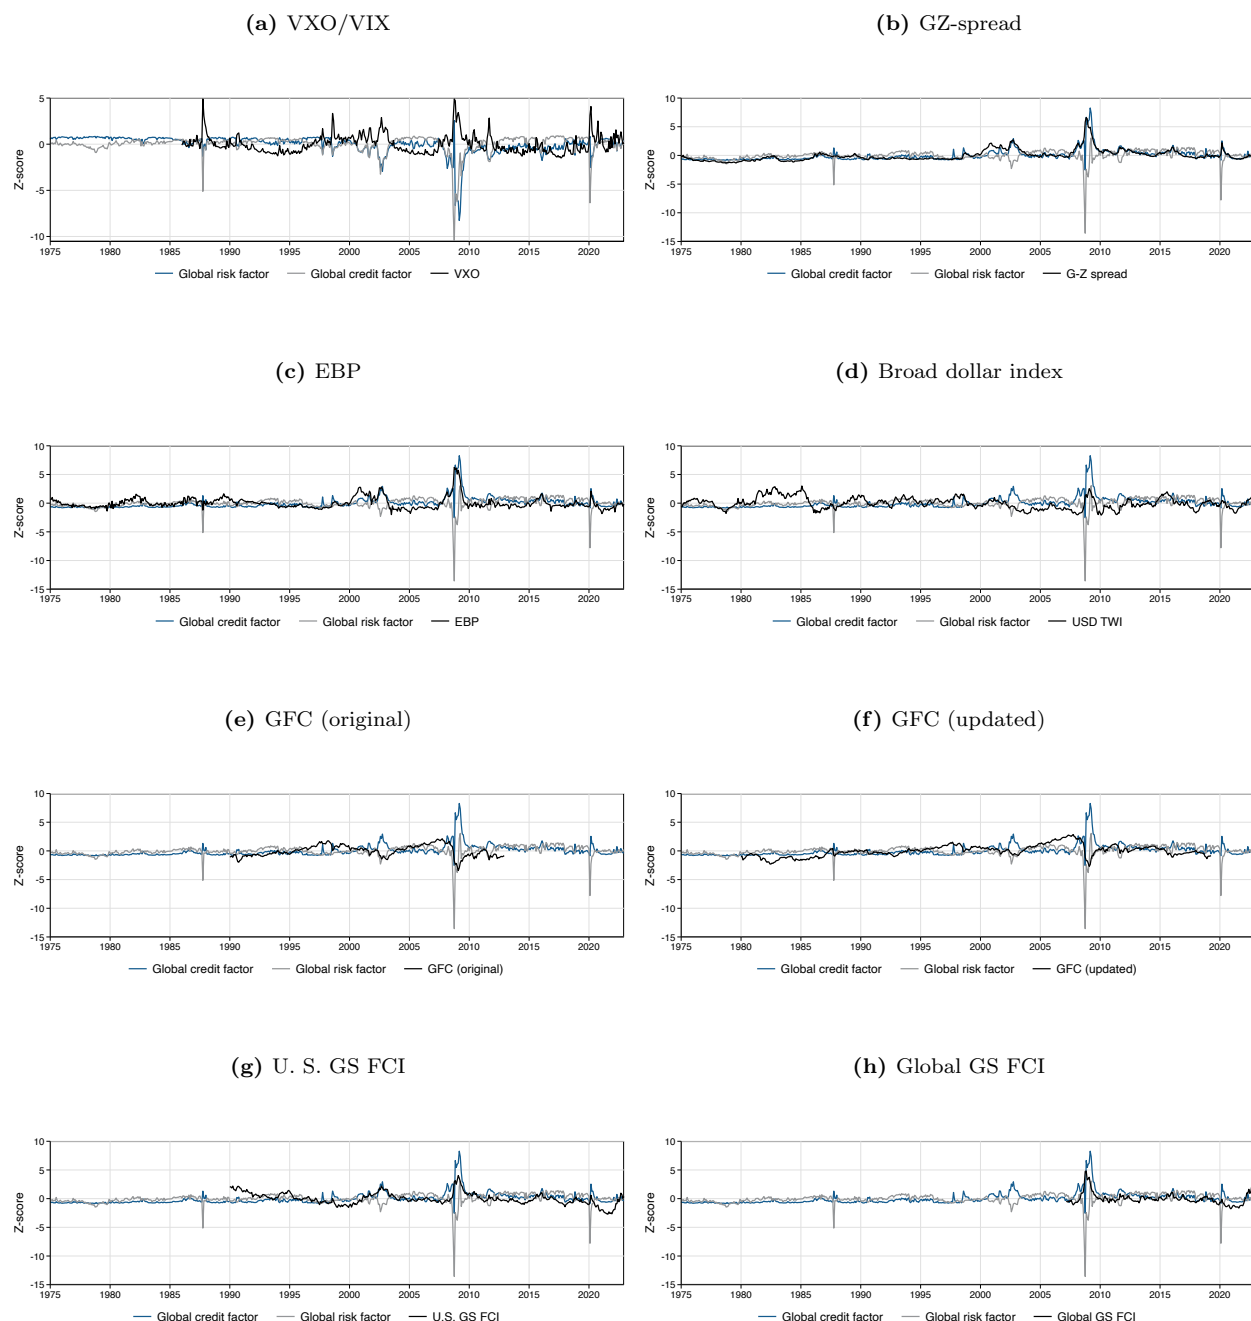 (a) VXO/VIX
Z-score
5
0
-5
-10
1975 1980 1985 1990 1995 2000 2005 2010 2015 2020
Global risk factor Global credit factor VXO
(b) GZ-spread
Z-score
10
5
0
-5
-10
-15
1975 1980 1985 1990 1995 2000 2005 2010 2015 2020
Global credit factor Global risk factor G-Z spread
(c) EBP
Z-score
10
5
0
-5
-10
-15
1975 1980 1985 1990 1995 2000 2005 2010 2015 2020
Global credit factor Global risk factor EBP
(d) Broad dollar index
Z-score
10
5
0
-5
-10
-15
1975 1980 1985 1990 1995 2000 2005 2010 2015 2020
Global credit factor Global risk factor USD TWI
(e) GFC (original)
Z-score
10
5
0
-5
-10
-15
1975 1980 1985 1990 1995 2000 2005 2010 2015 2020
Global credit factor Global risk factor GFC (original)
(f) GFC (updated)
Z-score
10
5
0
-5
-10
-15
1975 1980 1985 1990 1995 2000 2005 2010 2015 2020
Global credit factor Global risk factor GFC (updated)
(g) U. S. GS FCI
Z-score
10
5
0
-5
-10
-15
1975 1980 1985 1990 1995 2000 2005 2010 2015 2020
Global credit factor Global risk factor U.S. GS FCI
(h) Global GS FCI
Z-score
10
5
0
-5
-10
-15
1975 1980 1985 1990 1995 2000 2005 2010 2015 2020
Global credit factor Global risk factor Global GS FCI